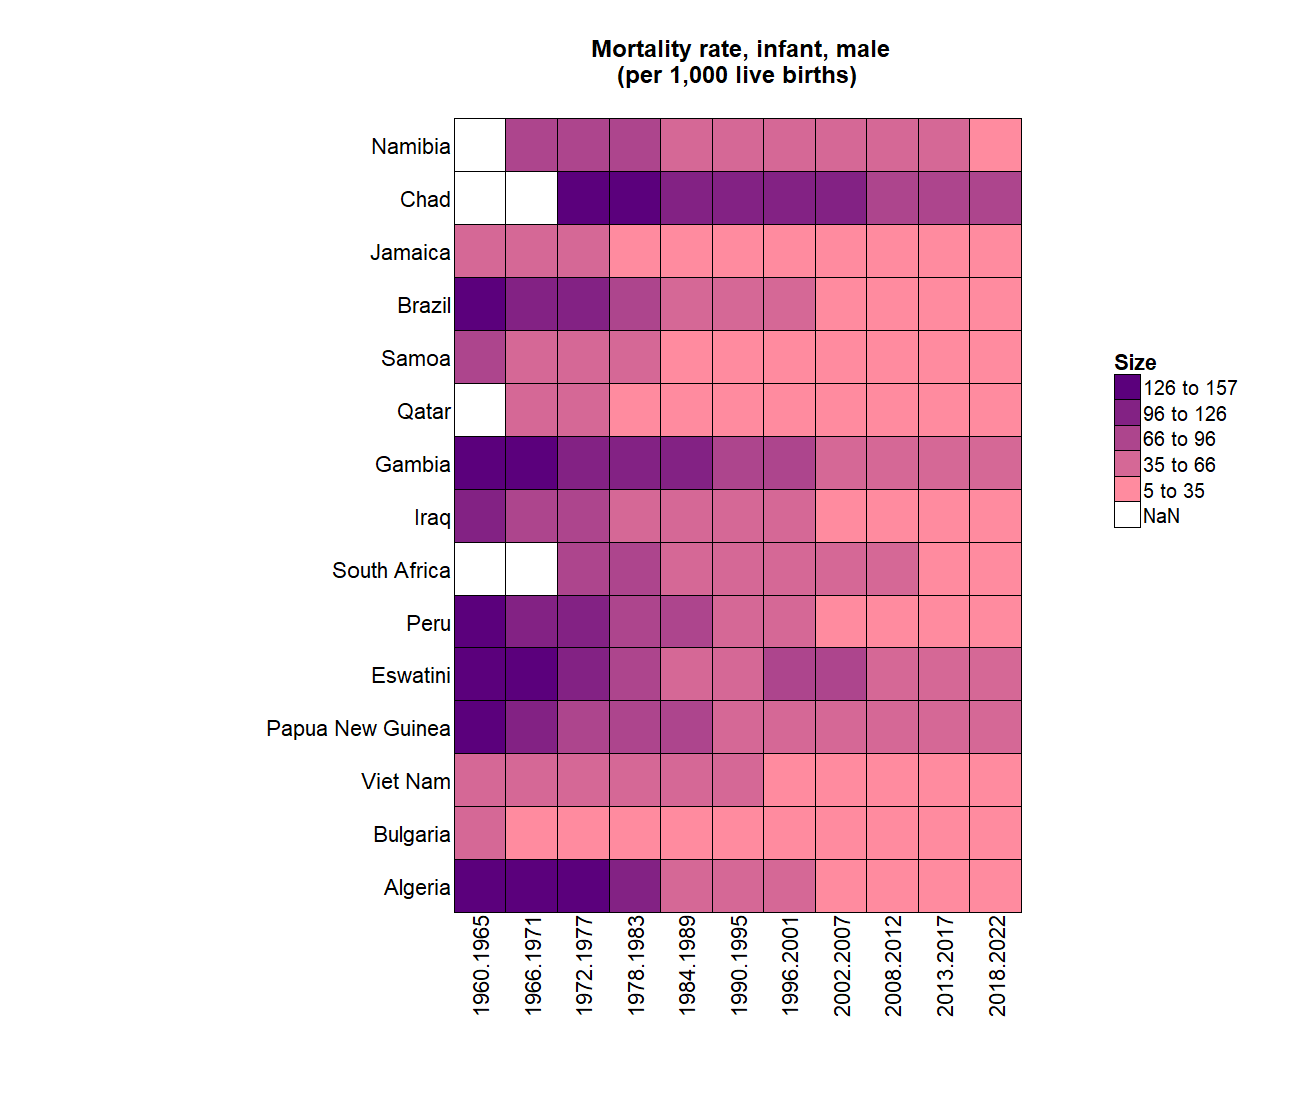 Mortality rate, infant, male
(per 1,000 live births)
Namibia
Chad
Jamaica
Brazil
Samoa
Qatar
Gambia
Iraq
South Africa
Peru
Eswatini
Papua New Guinea
Viet Nam
Bulgaria
Algeria
1960.1965
1966.1971
1972.1977
1978.1983
1984.1989
1990.1995
1996.2001
2002.2007
2008.2012
2013.2017
2018.2022
Size
126 to 157
96 to 126
66 to 96
35 to 66
5 to 35
NaN